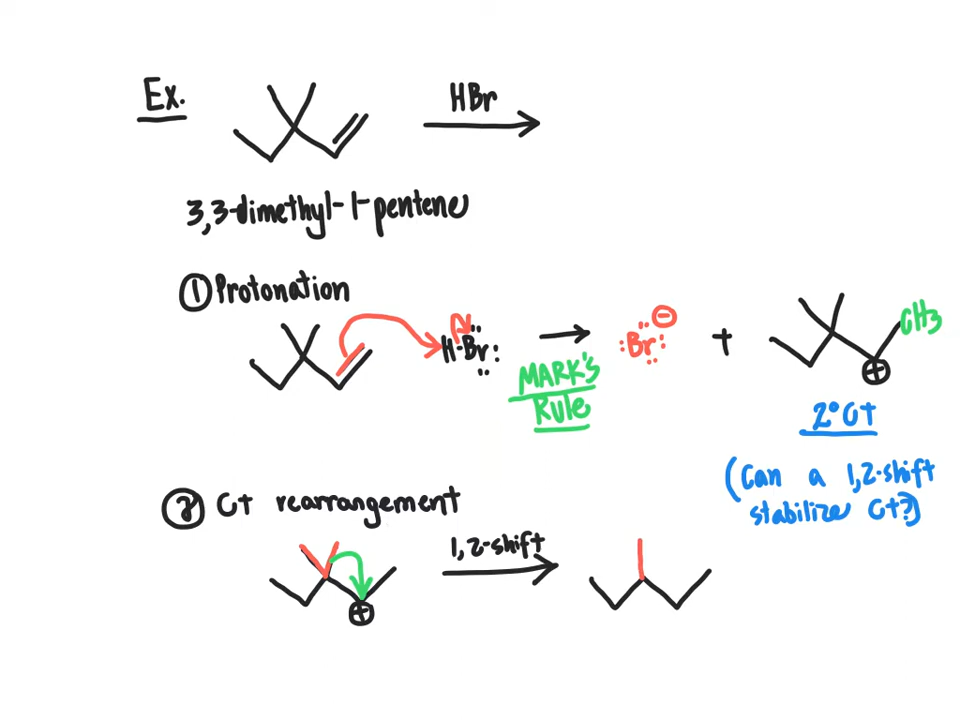 Ex.
HBr
3,3-dimethyl-1-pentene
① Protonation
H-Br
MARK'S
RULE
Br ⊖
+
CH3
⊕
2° C+
(Can a 1,2-shift
stabilize C+?)
② C+ rearrangement
1,2-shift
⊕